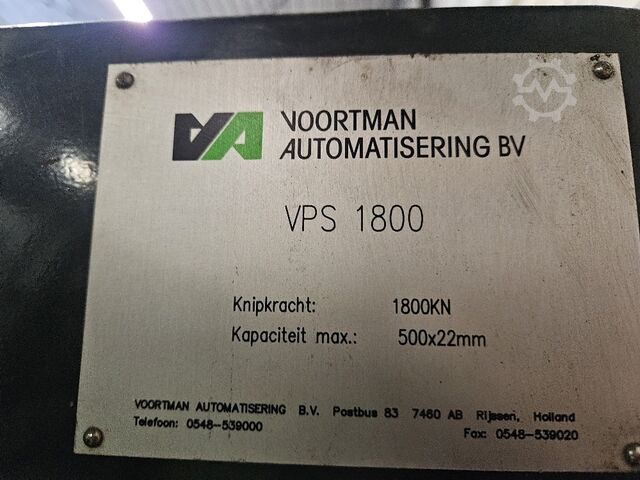 VA VOORTMAN
AUTOMATISERING BV
VPS 1800
Knipkracht: 1800KN
Kapaciteit max.: 500x22mm
VOORTMAN AUTOMATISERING B.V. Postbus 83 7460 AB Rijssen, Holland
Telefoon: 0548-539000 Fax: 0548-539020